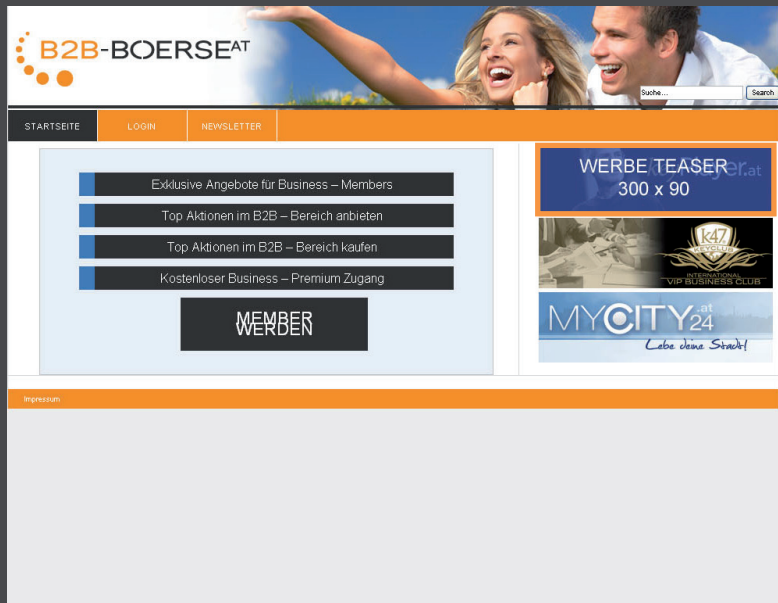 B2B-BOERSE AT
Suche...
Search
STARTSEITE
LOGIN
NEWSLETTER
Exklusive Angebote für Business – Members
Top Aktionen im B2B – Bereich anbieten
Top Aktionen im B2B – Bereich kaufen
Kostenloser Business – Premium Zugang
MEMBER
WERDEN
WERBE TEASER
300 x 90
k47.
KEYCLUB
INTERNATIONAL
VIP BUSINESS CLUB
MYCITY24.at
Lebe deine Stadt!
Impressum